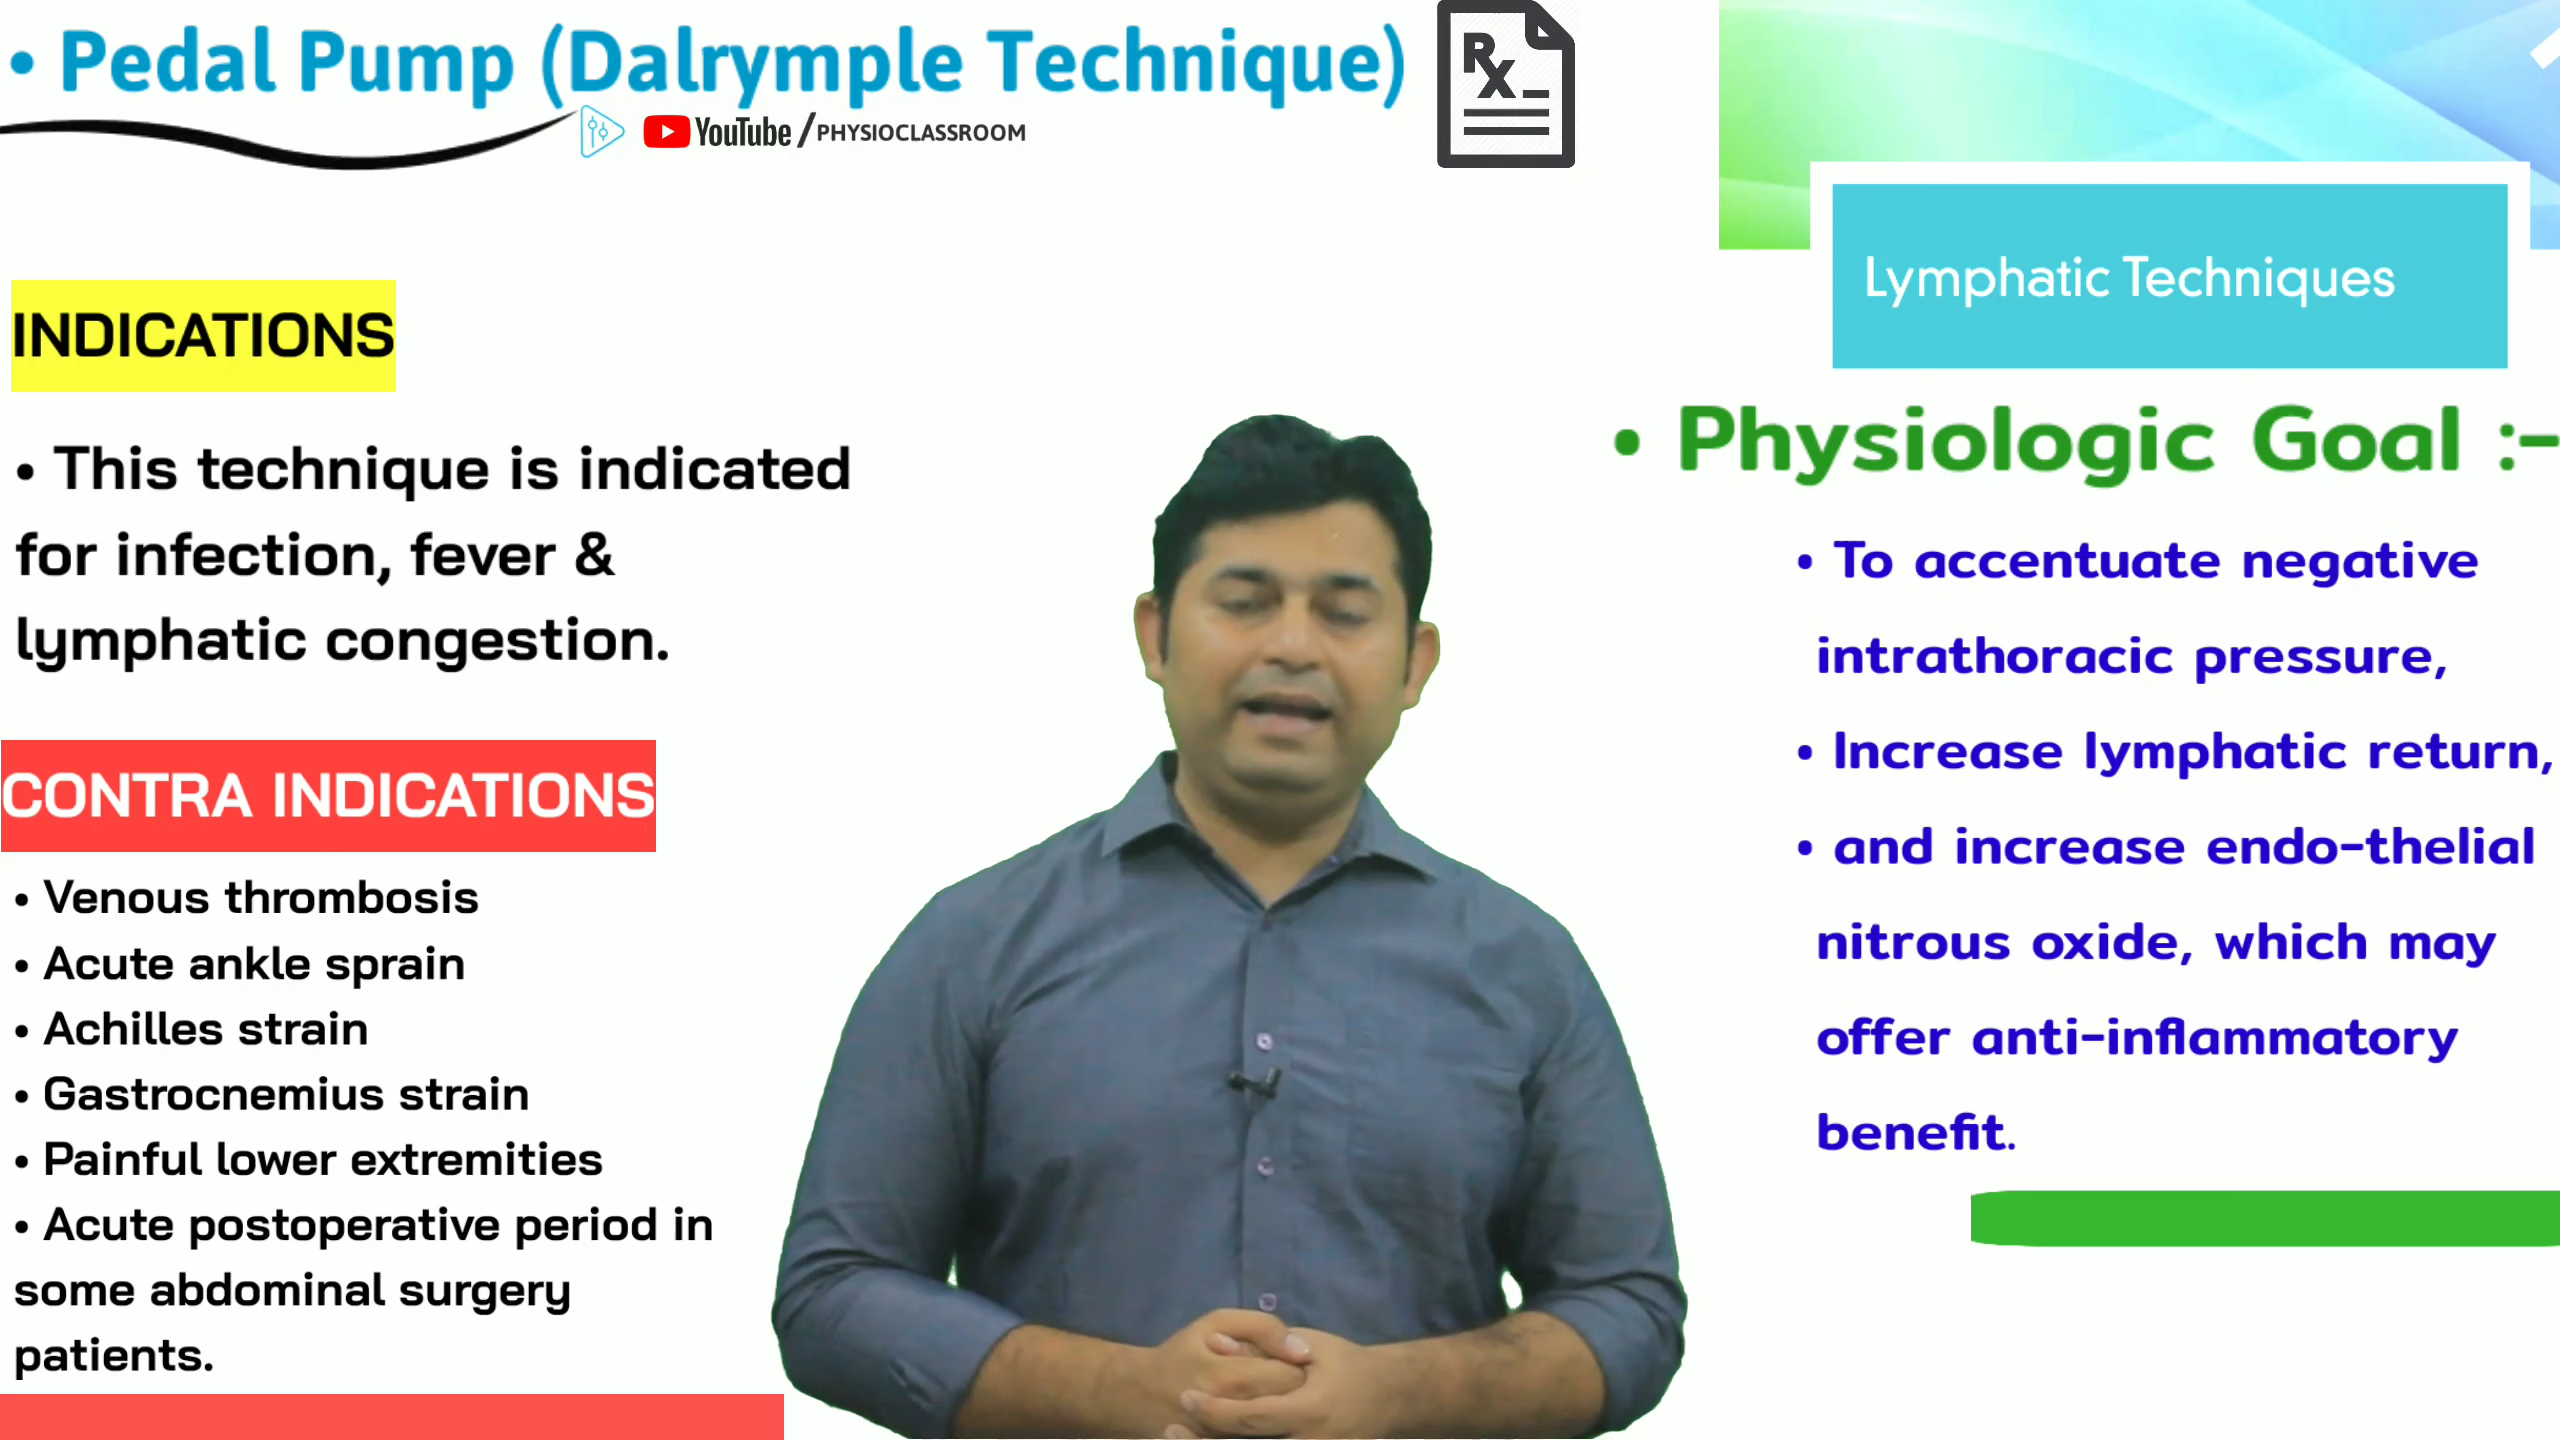 • Pedal Pump (Dalrymple Technique)
Rx
YouTube /PHYSIOCLASSROOM
INDICATIONS
• This technique is indicated
for infection, fever &
lymphatic congestion.
CONTRA INDICATIONS
• Venous thrombosis
• Acute ankle sprain
• Achilles strain
• Gastrocnemius strain
• Painful lower extremities
• Acute postoperative period in
some abdominal surgery
patients.
Lymphatic Techniques
• Physiologic Goal :-
• To accentuate negative
intrathoracic pressure,
• Increase lymphatic return,
• and increase endo-thelial
nitrous oxide, which may
offer anti-inflammatory
benefit.